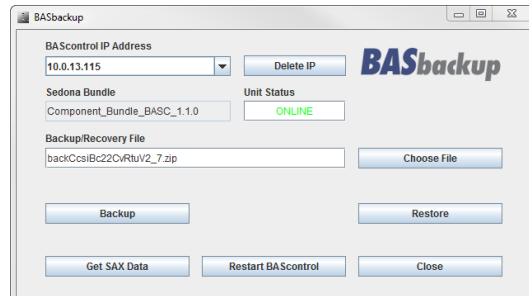 BASbackup
BAScontrol IP Address
10.0.13.115
Delete IP
BASbackup
Sedona Bundle
Unit Status
Component_Bundle_BASC_1.1.0
ONLINE
Backup/Recovery File
backCcsiBc22CvRtuV2_7.zip
Choose File
Backup
Restore
Get SAX Data
Restart BAScontrol
Close